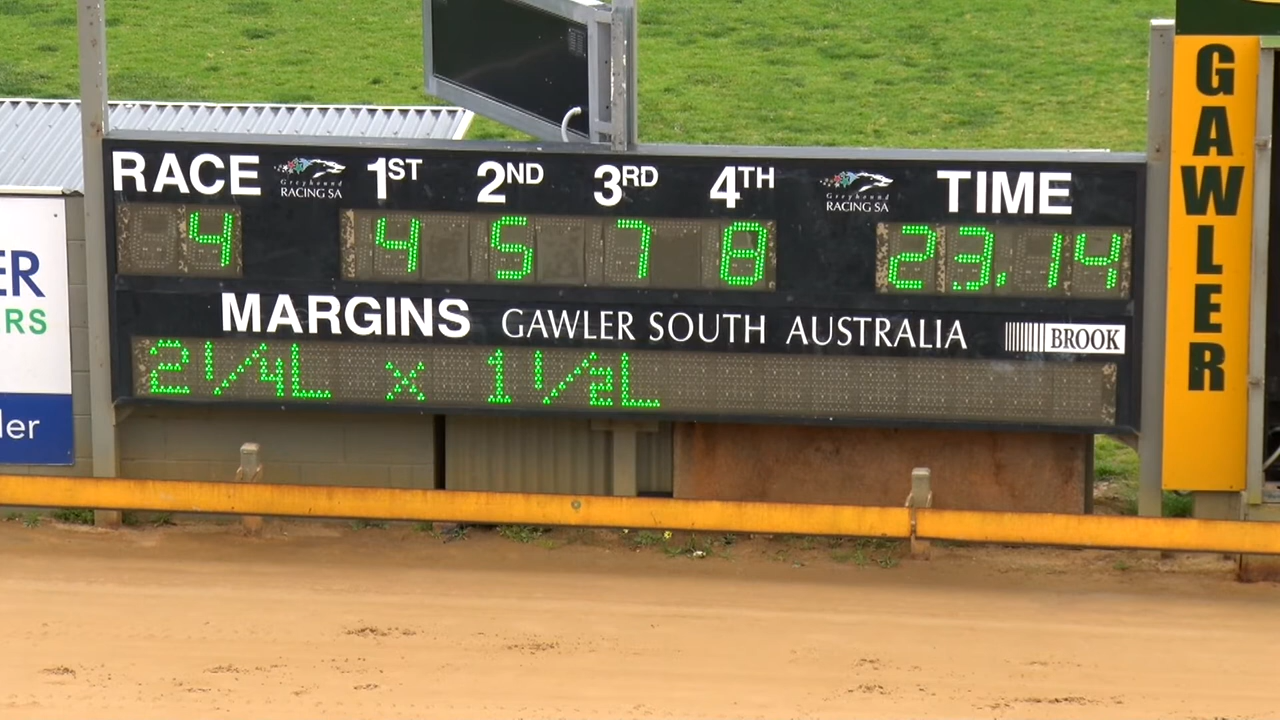 RACE Greyhound RACING SA 1ST 2ND 3RD 4TH Greyhound RACING SA TIME
4 4 5 7 8 23.14
MARGINS GAWLER SOUTH AUSTRALIA BROOK
2 1/4L x 1 1/2L
GAWLER
ER
RS
ler